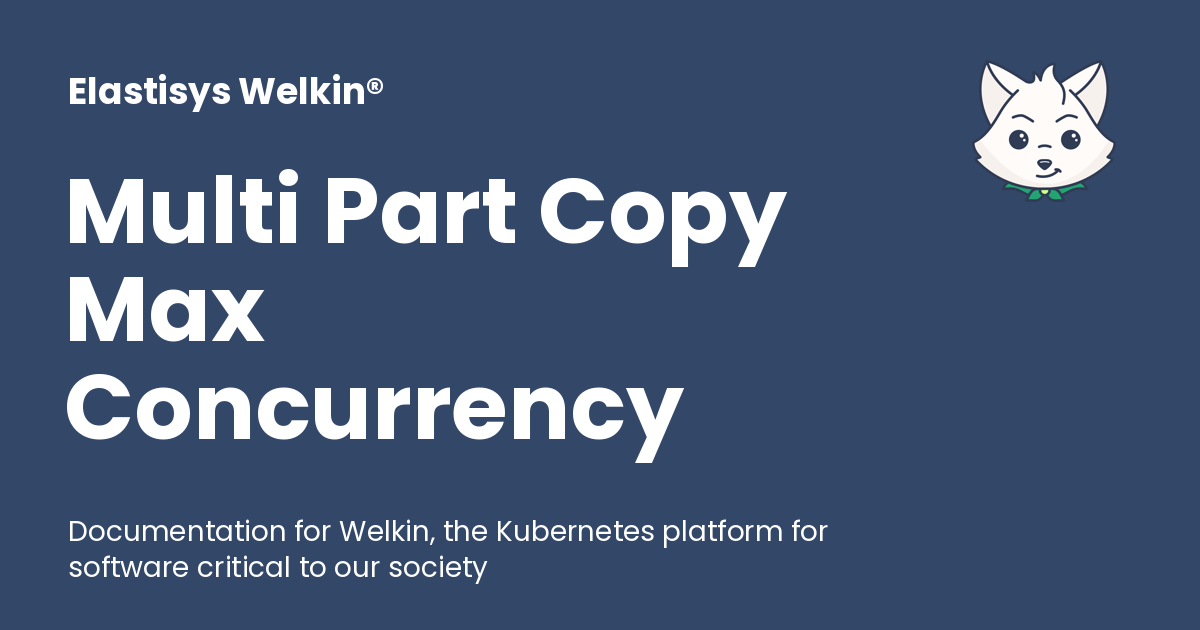 Elastisys Welkin®
Multi Part Copy
Max
Concurrency
Documentation for Welkin, the Kubernetes platform for
software critical to our society